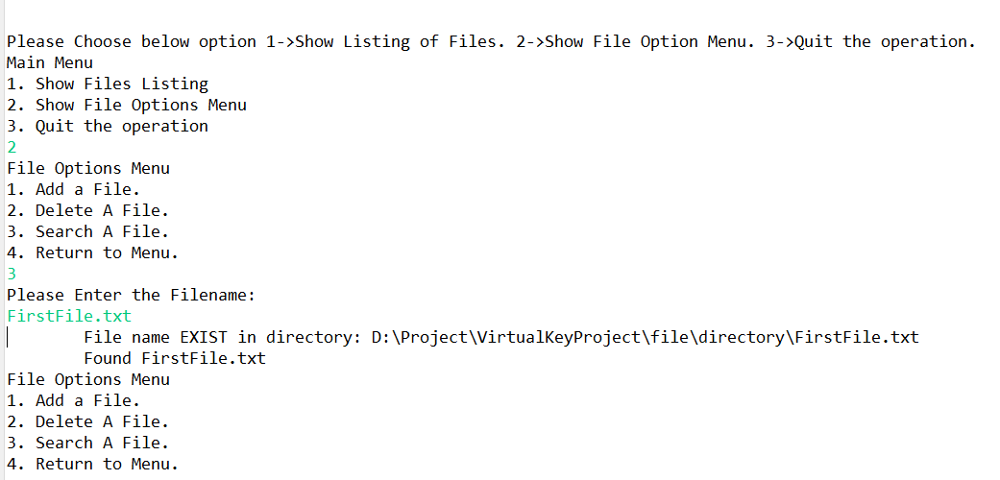 Please Choose below option 1->Show Listing of Files. 2->Show File Option Menu. 3->Quit the operation.
Main Menu
1. Show Files Listing
2. Show File Options Menu
3. Quit the operation
2
File Options Menu
1. Add a File.
2. Delete A File.
3. Search A File.
4. Return to Menu.
3
Please Enter the Filename:
FirstFile.txt
File name EXIST in directory: D:\Project\VirtualKeyProject\file\directory\FirstFile.txt
Found FirstFile.txt
File Options Menu
1. Add a File.
2. Delete A File.
3. Search A File.
4. Return to Menu.